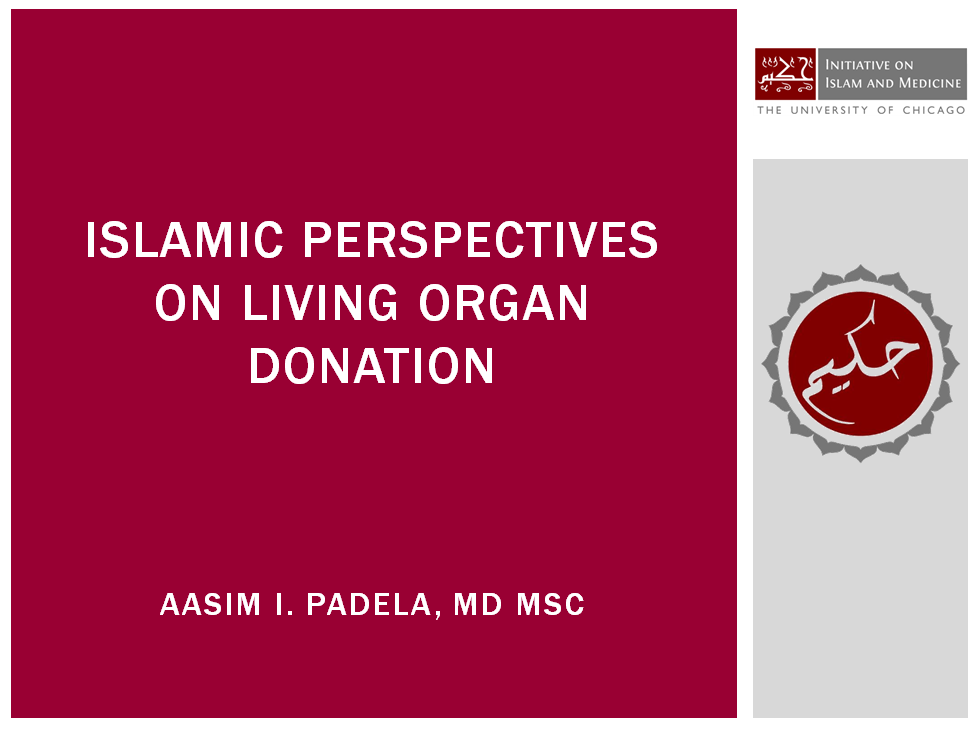 ISLAMIC PERSPECTIVES
ON LIVING ORGAN
DONATION
AASIM I. PADELA, MD MSC
INITIATIVE ON
ISLAM AND MEDICINE
THE UNIVERSITY OF CHICAGO
حكيم